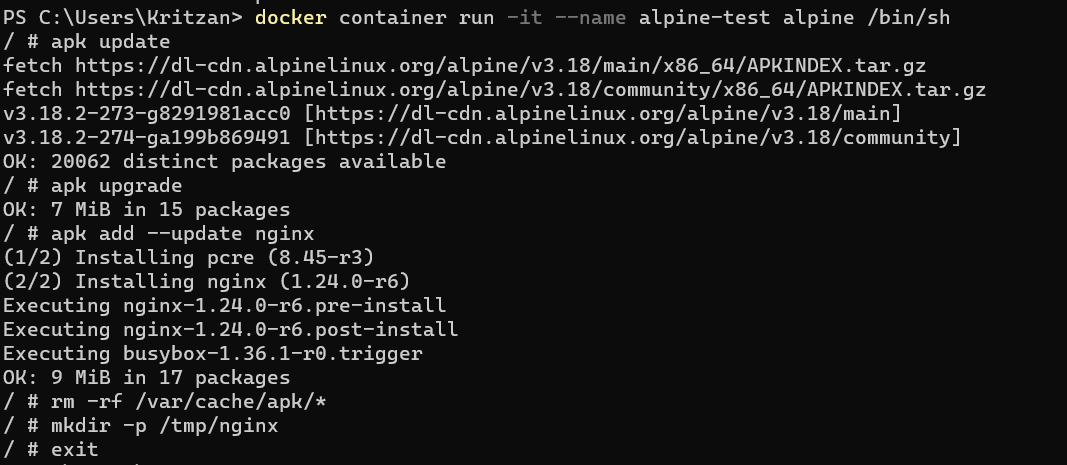 PS C:\Users\Kritzan> docker container run -it --name alpine-test alpine /bin/sh
/ # apk update
fetch https://dl-cdn.alpinelinux.org/alpine/v3.18/main/x86_64/APKINDEX.tar.gz
fetch https://dl-cdn.alpinelinux.org/alpine/v3.18/community/x86_64/APKINDEX.tar.gz
v3.18.2-273-g8291981acc0 [https://dl-cdn.alpinelinux.org/alpine/v3.18/main]
v3.18.2-274-ga199b869491 [https://dl-cdn.alpinelinux.org/alpine/v3.18/community]
OK: 20062 distinct packages available
/ # apk upgrade
OK: 7 MiB in 15 packages
/ # apk add --update nginx
(1/2) Installing pcre (8.45-r3)
(2/2) Installing nginx (1.24.0-r6)
Executing nginx-1.24.0-r6.pre-install
Executing nginx-1.24.0-r6.post-install
Executing busybox-1.36.1-r0.trigger
OK: 9 MiB in 17 packages
/ # rm -rf /var/cache/apk/*
/ # mkdir -p /tmp/nginx
/ # exit